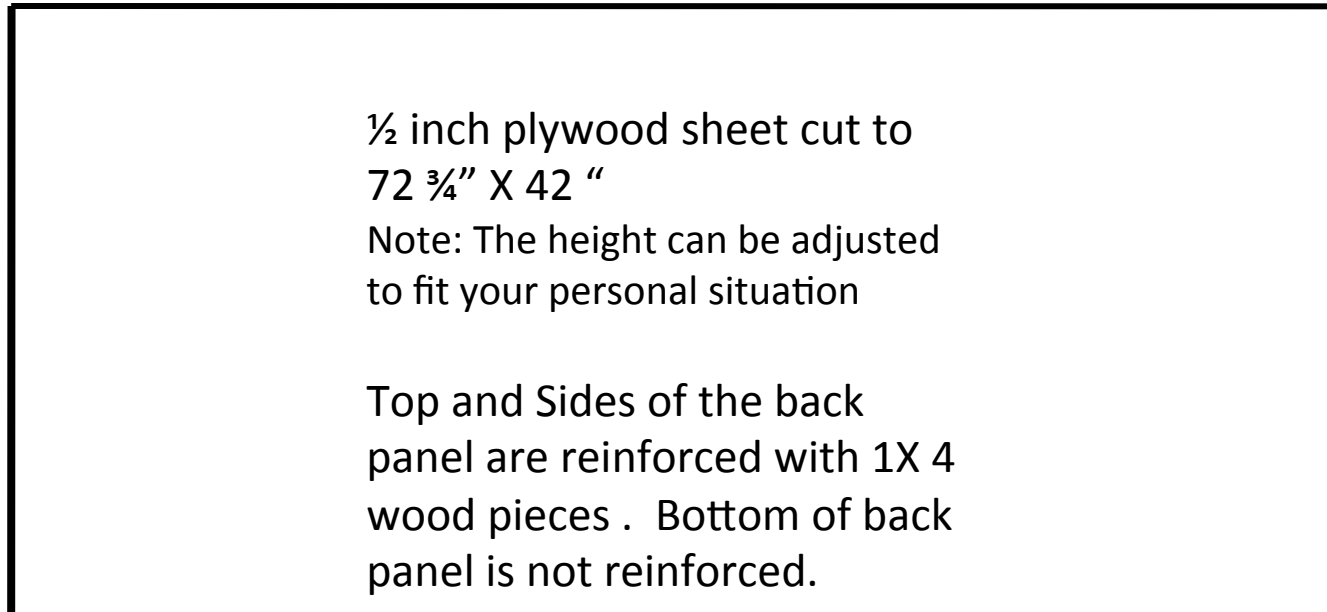 ½ inch plywood sheet cut to
72 ¾” X 42 “
Note: The height can be adjusted
to fit your personal situation
Top and Sides of the back
panel are reinforced with 1X 4
wood pieces .  Bottom of back
panel is not reinforced.